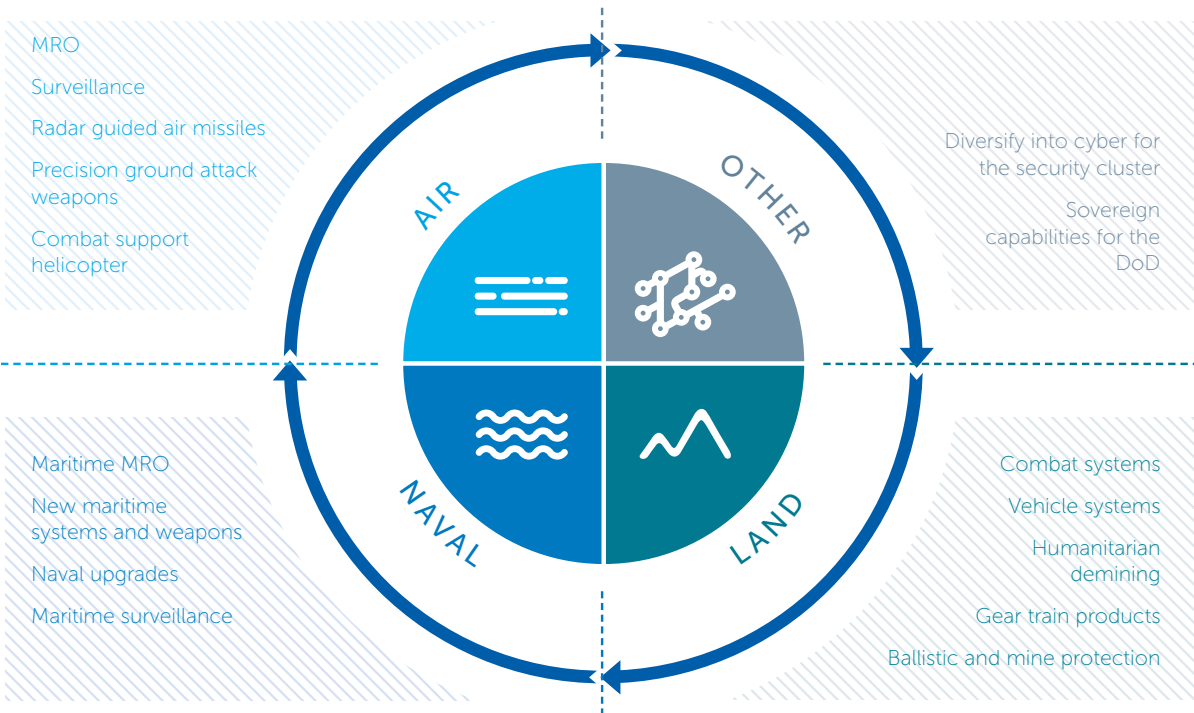 MRO
Surveillance
Radar guided air missiles
Precision ground attack
weapons
Combat support
helicopter
AIR
OTHER
Diversify into cyber for
the security cluster
Sovereign
capabilities for the
DoD
Maritime MRO
New maritime
systems and weapons
Naval upgrades
Maritime surveillance
NAVAL
LAND
Combat systems
Vehicle systems
Humanitarian
demining
Gear train products
Ballistic and mine protection